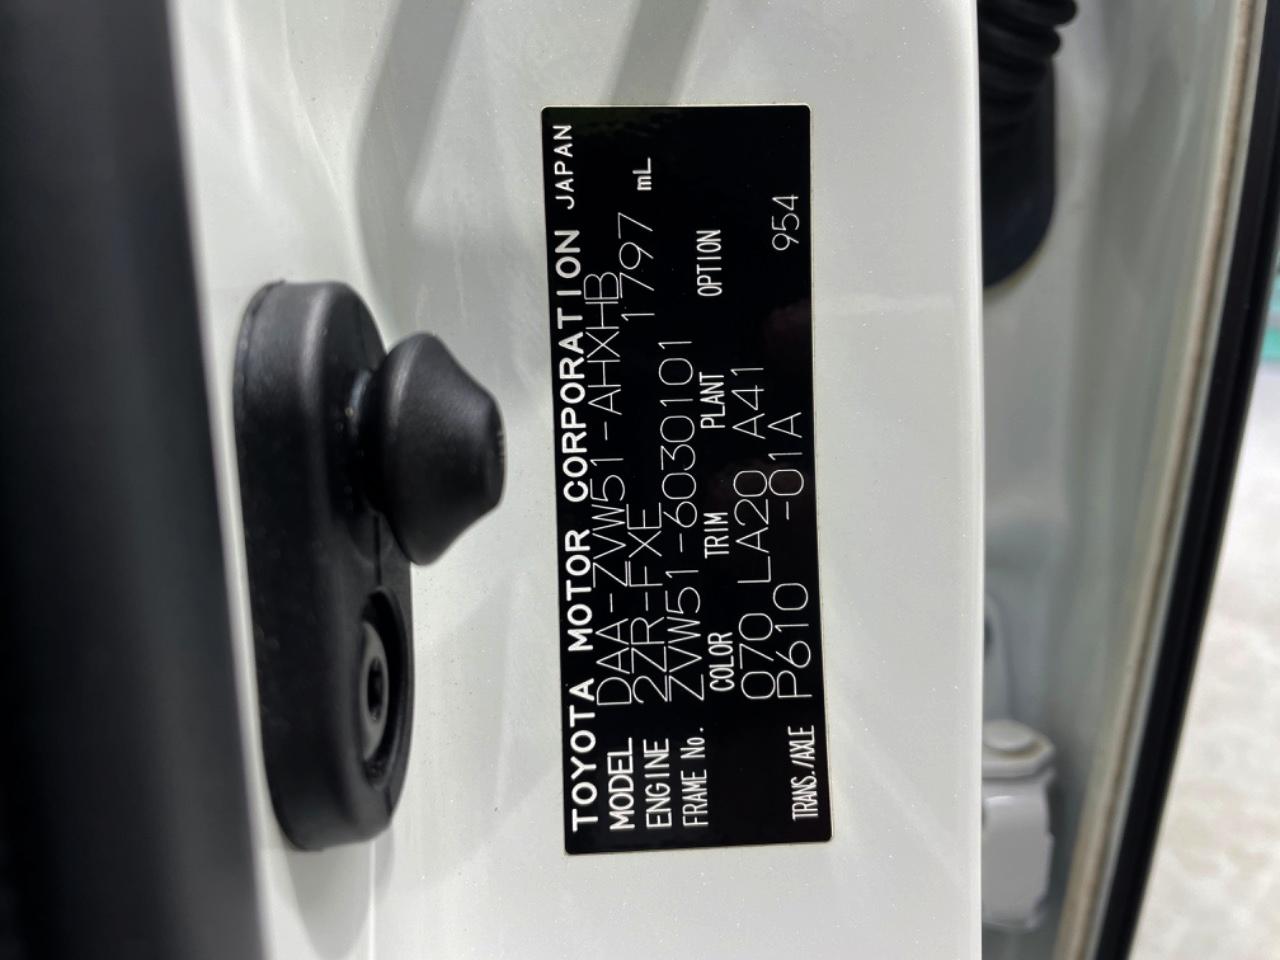 TOYOTA MOTOR CORPORATION JAPAN
MODEL DAA-ZVW51-AHXHB
ENGINE 2ZR-FXE 1797 mL
FRAME No. ZVW51-6030101
COLOR TRIM PLANT OPTION
070 LA20 A41
TRANS./AXLE P610 -01A 954